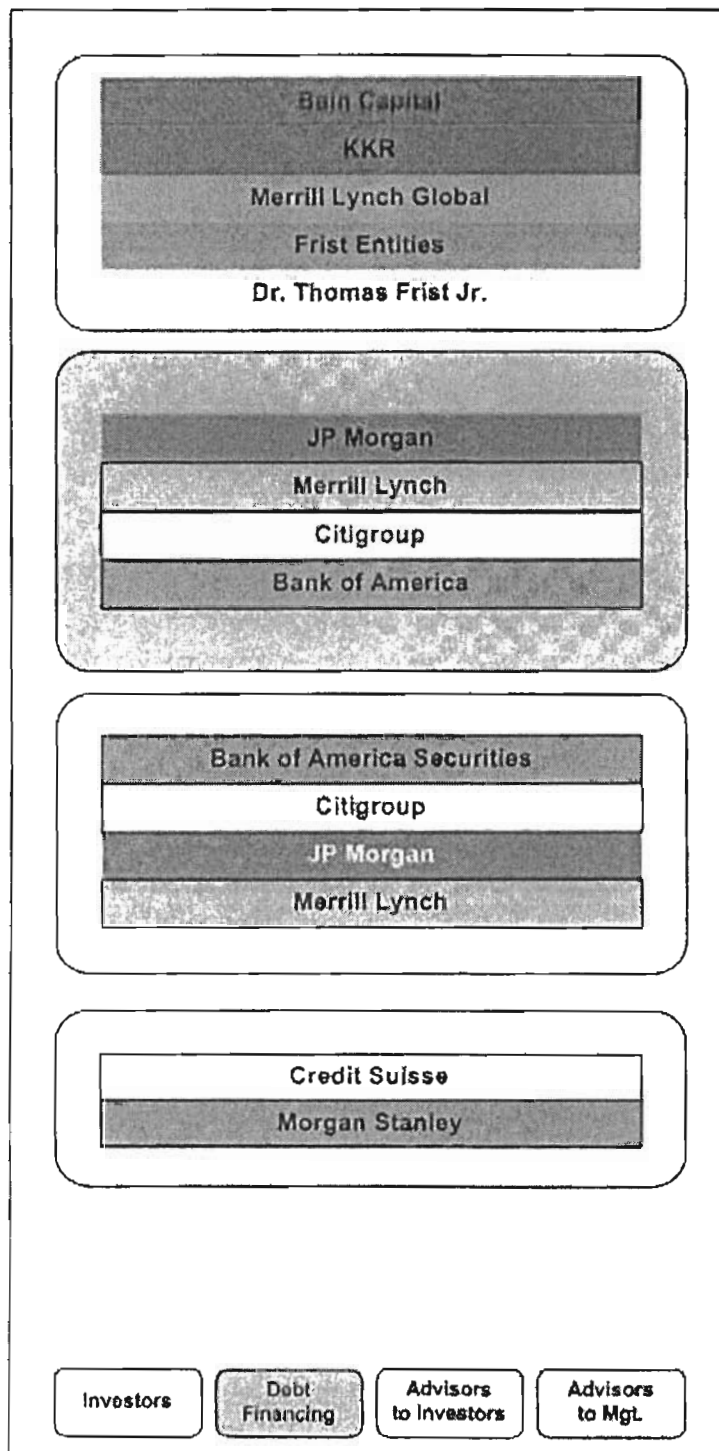 Bain Capital
KKR
Merrill Lynch Global
Frist Entities
Dr. Thomas Frist Jr.
JP Morgan
Merrill Lynch
Citigroup
Bank of America
Bank of America Securities
Citigroup
JP Morgan
Merrill Lynch
Credit Suisse
Morgan Stanley
Investors
Debt
Financing
Advisors
to Investors
Advisors
to Mgt.